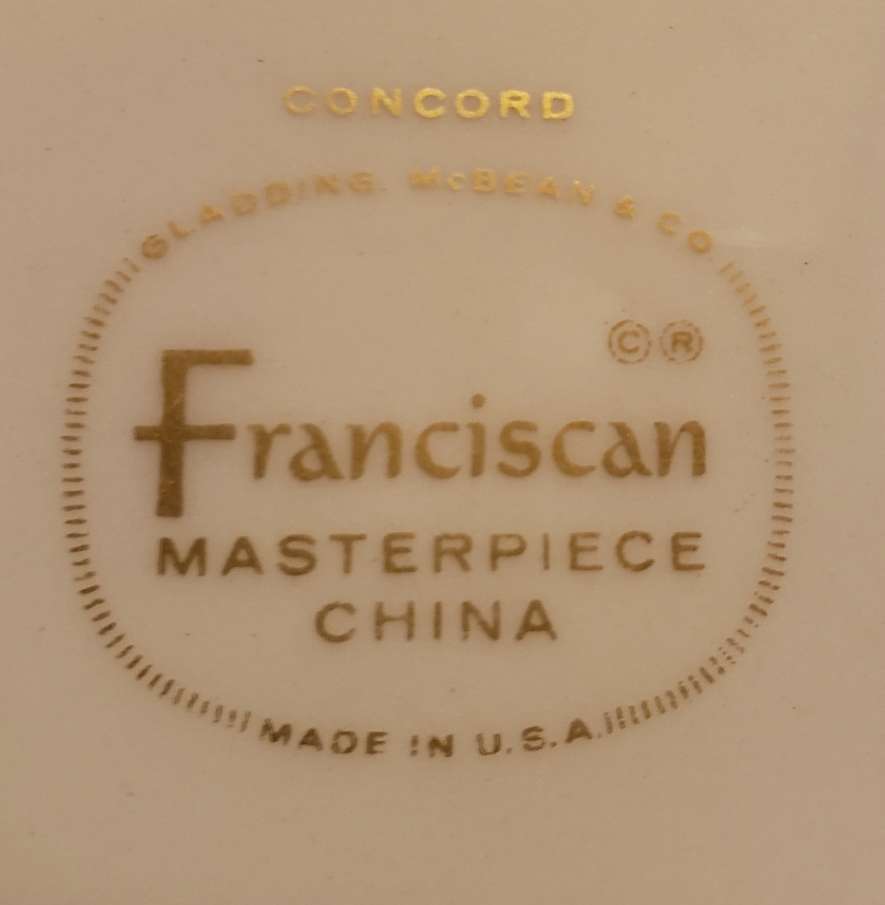 CONCORD
GLADDING, McBEAN & CO.
© ®
Franciscan
MASTERPIECE
CHINA
MADE IN U.S.A.